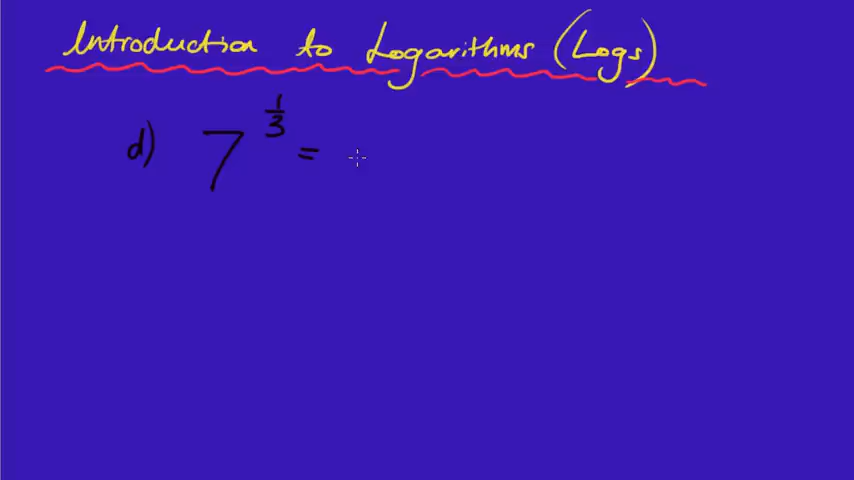 Introduction to Logarithms (Logs)
d) 7^{1/3} =